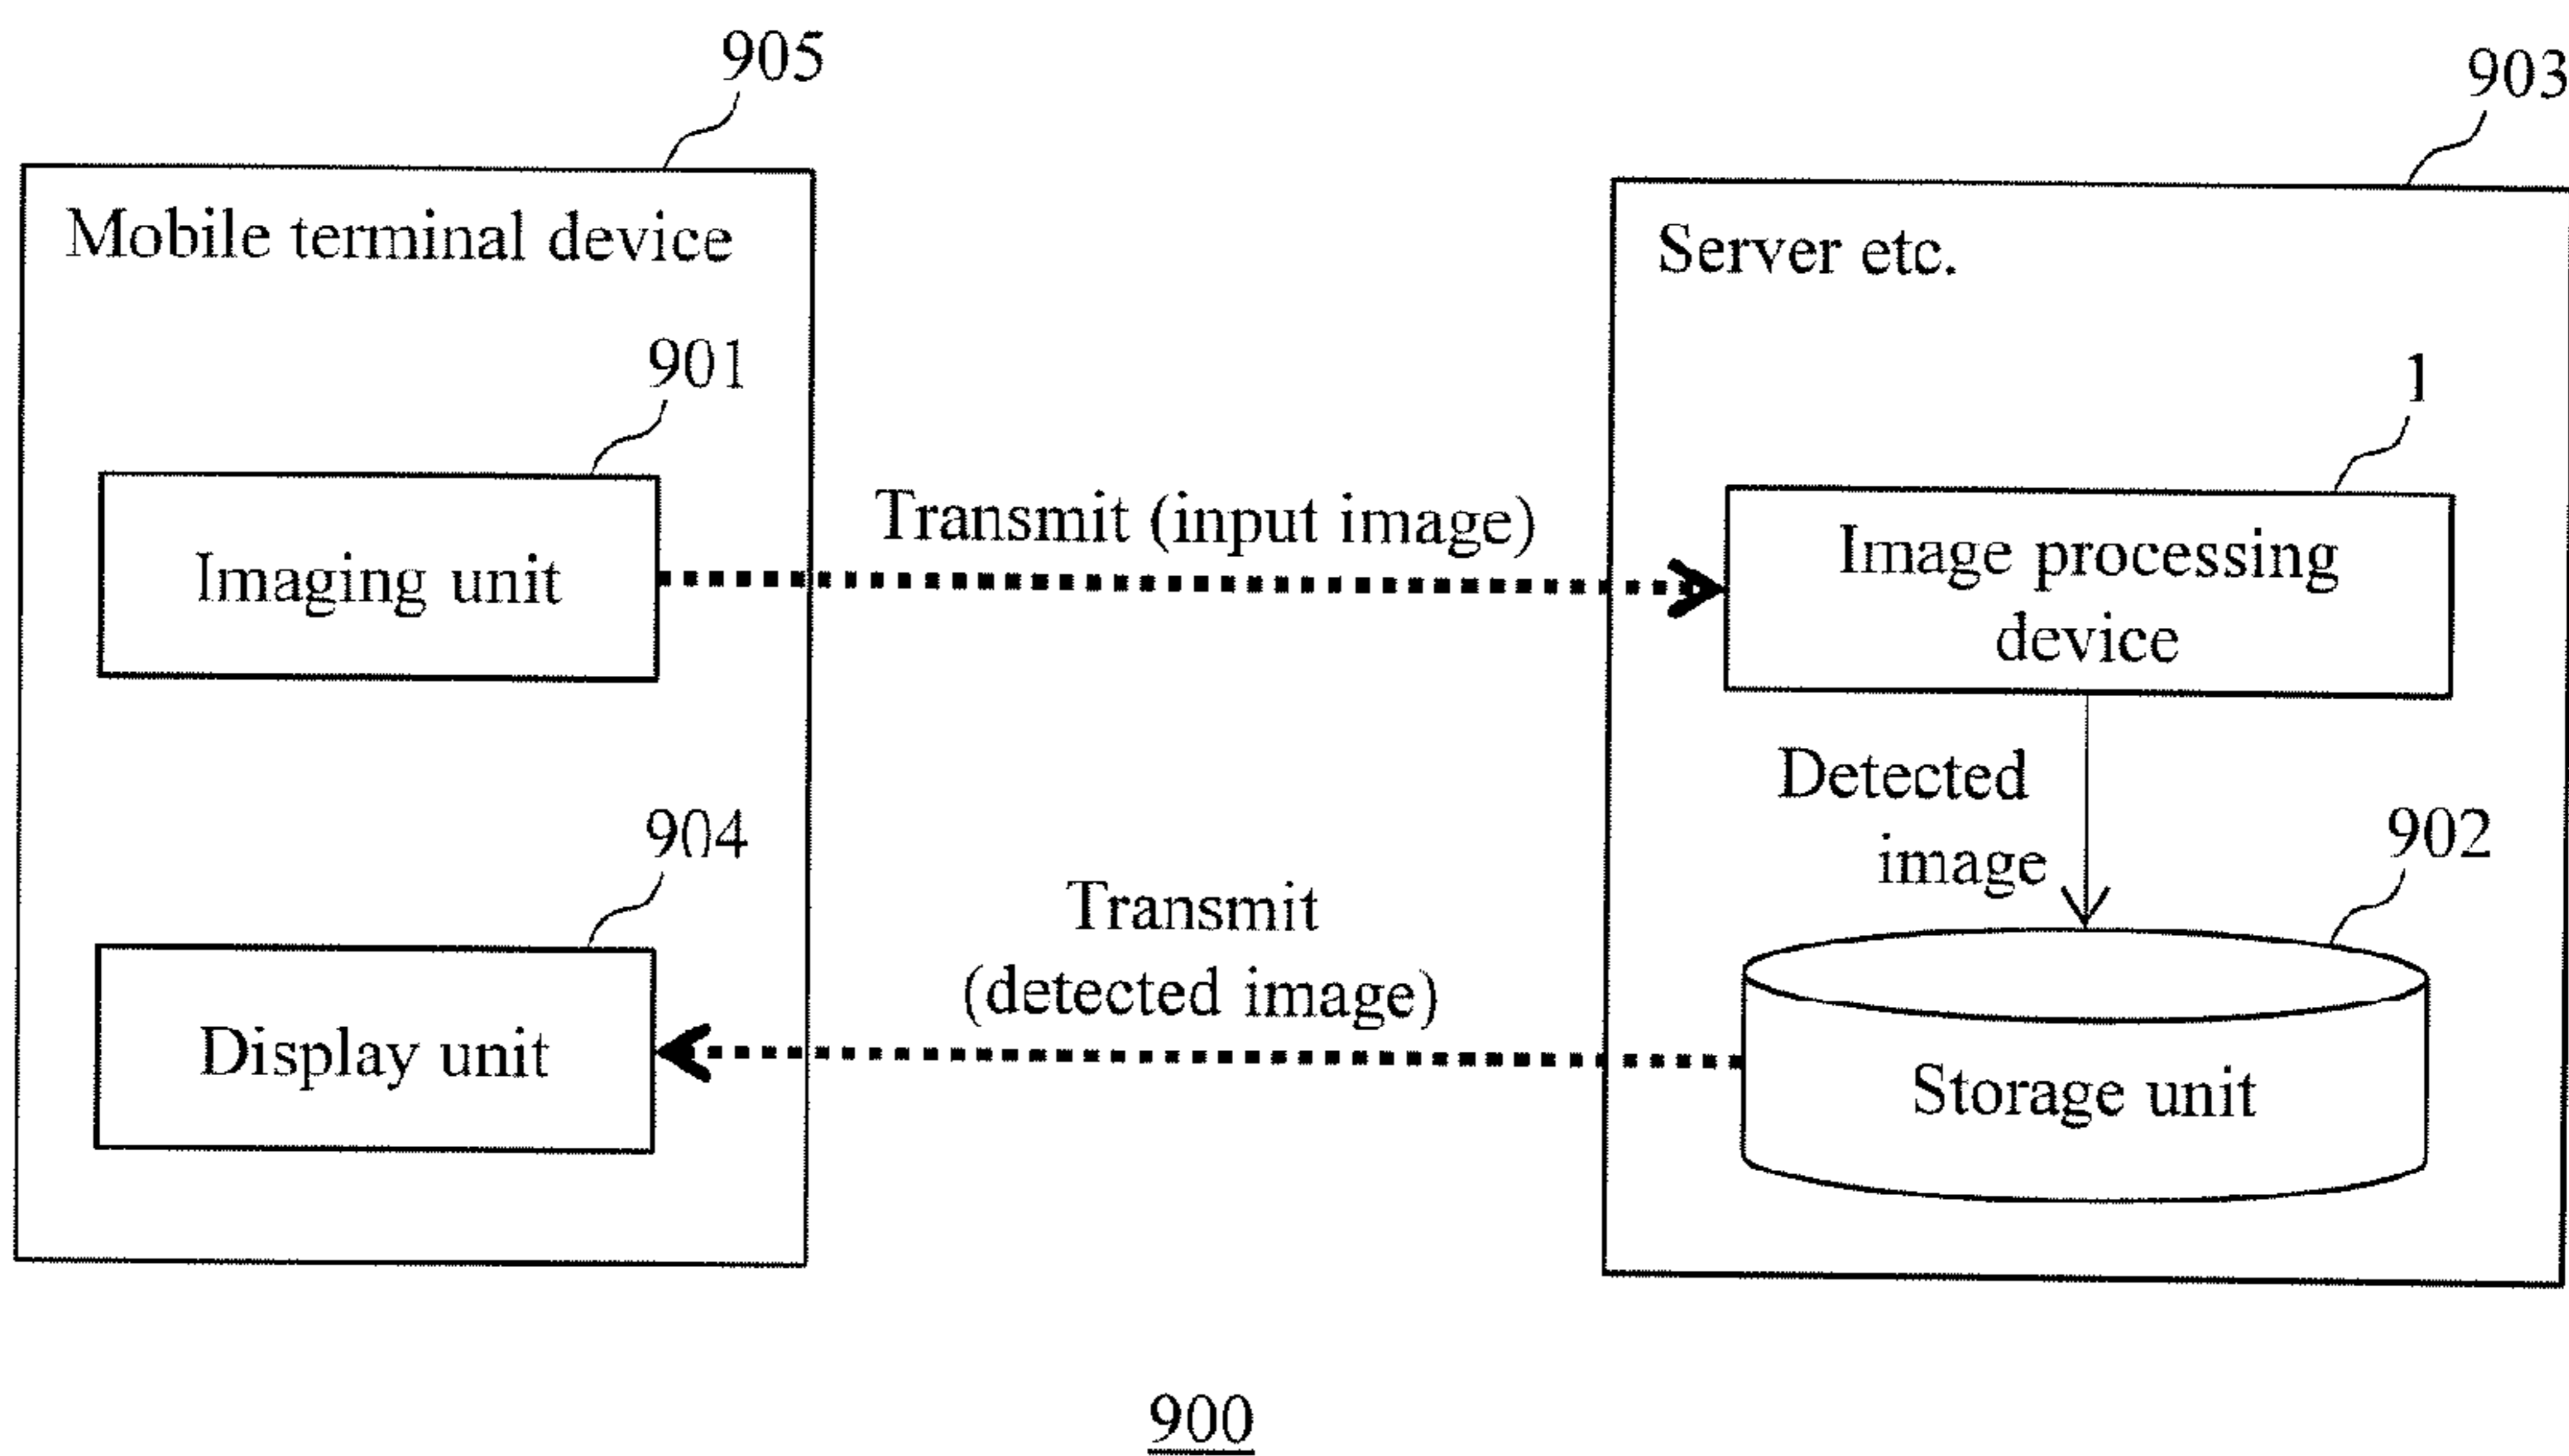 905
903
Mobile terminal device
Server etc.
901
1
Imaging unit
Transmit (input image)
Image processing
device
Detected
image
904
902
Transmit
(detected image)
Display unit
Storage unit
900